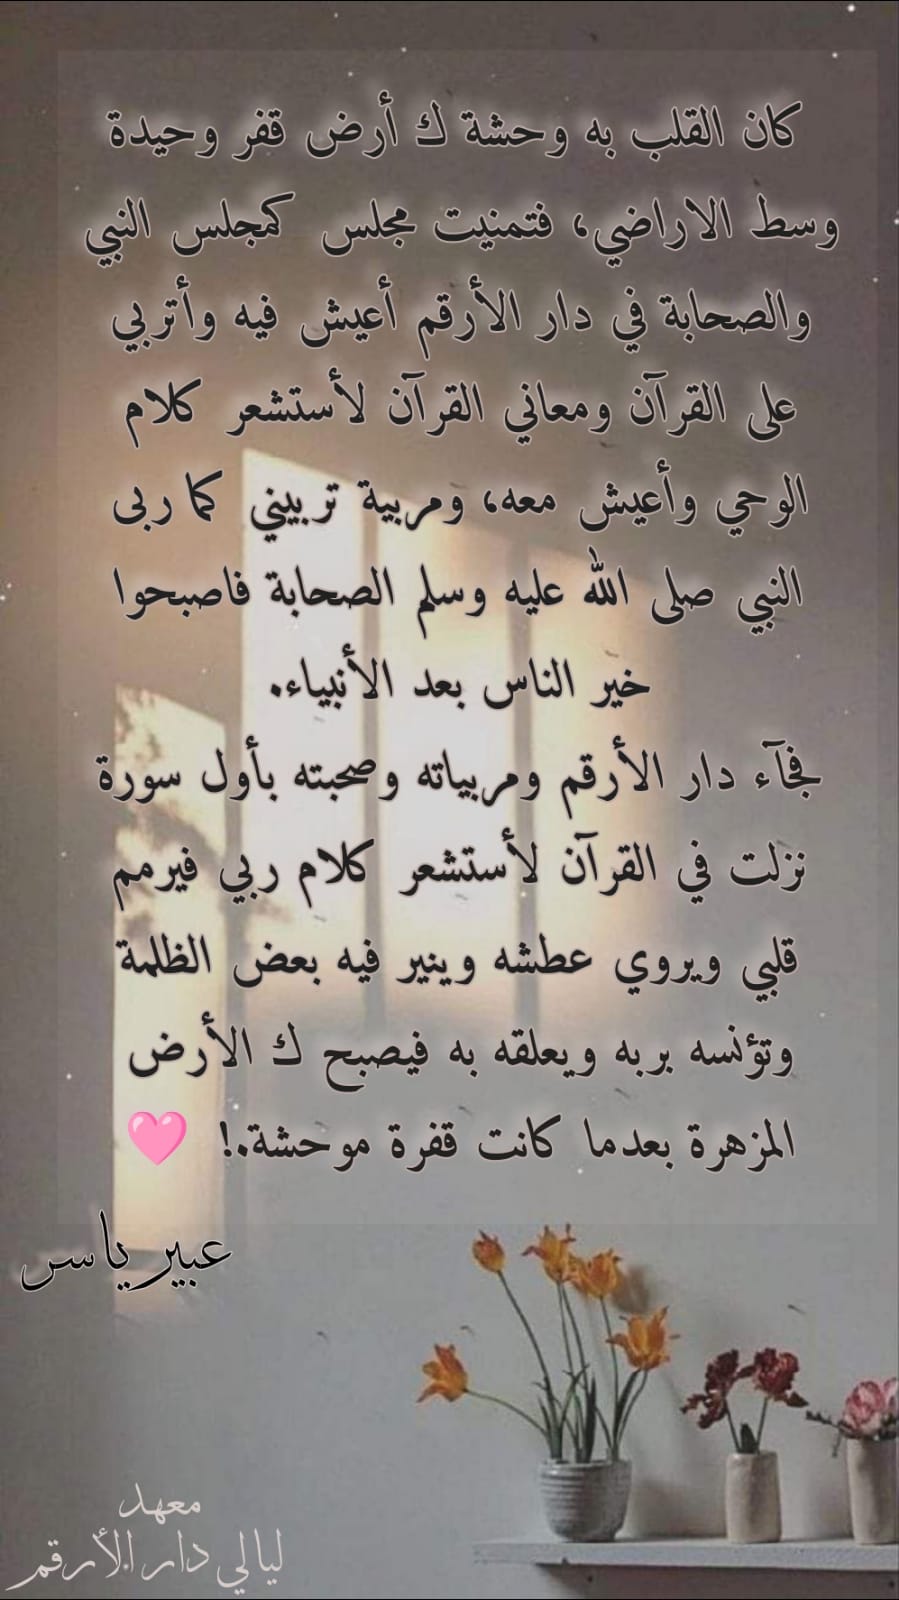 كان القلب به وحشة ك أرض قفر وحيدة
وسط الاراضي، فتمنيت مجلس كمجلس النبي
والصحابة في دار الأرقم أعيش فيه وأتربي
على القرآن ومعاني القرآن لأستشعر كلام
الوحي وأعيش معه، ومربية تربيني كما ربى
النبي صلى الله عليه وسلم الصحابة فاصبحوا
خير الناس بعد الأنبياء.
فجآء دار الأرقم ومربياته وصحبته بأول سورة
نزلت في القرآن لأستشعر كلام ربي فيرمم
قلبي ويروي عطشه وينير فيه بعض الظلمة
وتؤنسه بربه ويعلقه به فيصبح ك الأرض
المزهرة بعدما كانت قفرة موحشة.! 🩷
عبير ياسر
معهد
ليالي دار الأرقم